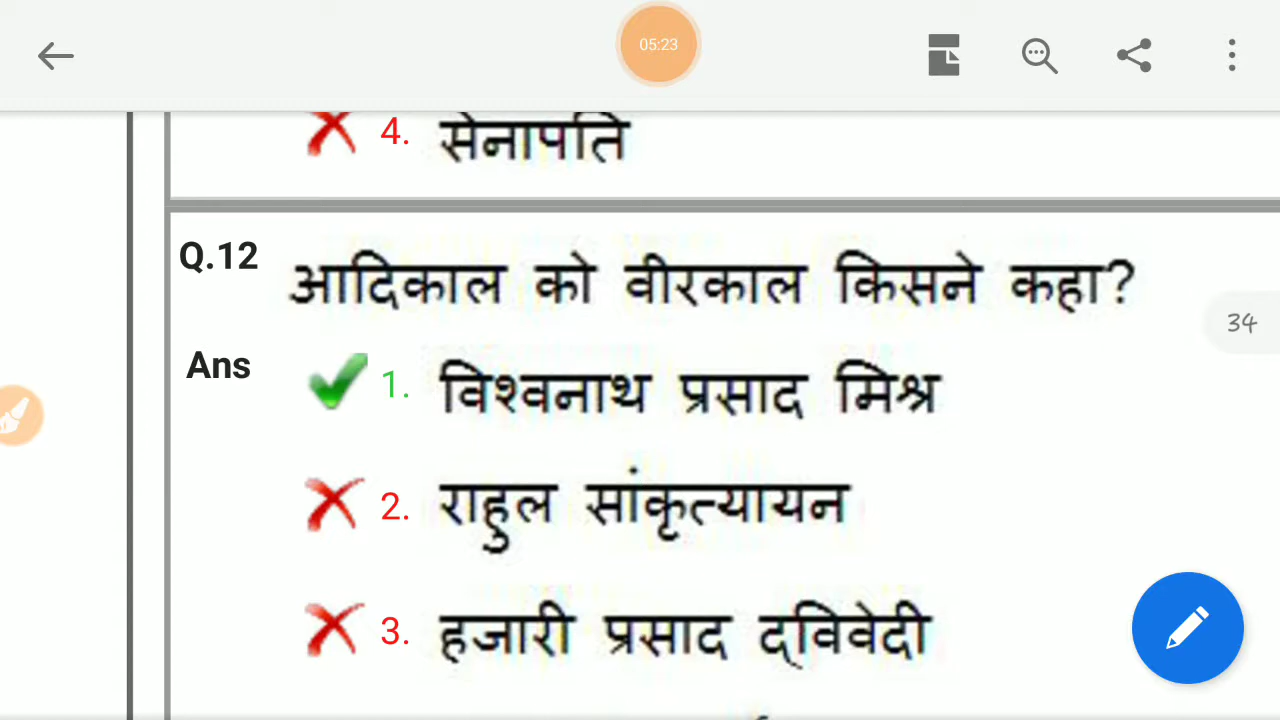 05:23
4. सेनापति
Q.12 आदिकाल को वीरकाल किसने कहा?
34
Ans 1. विश्वनाथ प्रसाद मिश्र
2. राहुल सांकृत्यायन
3. हजारी प्रसाद द्विवेदी